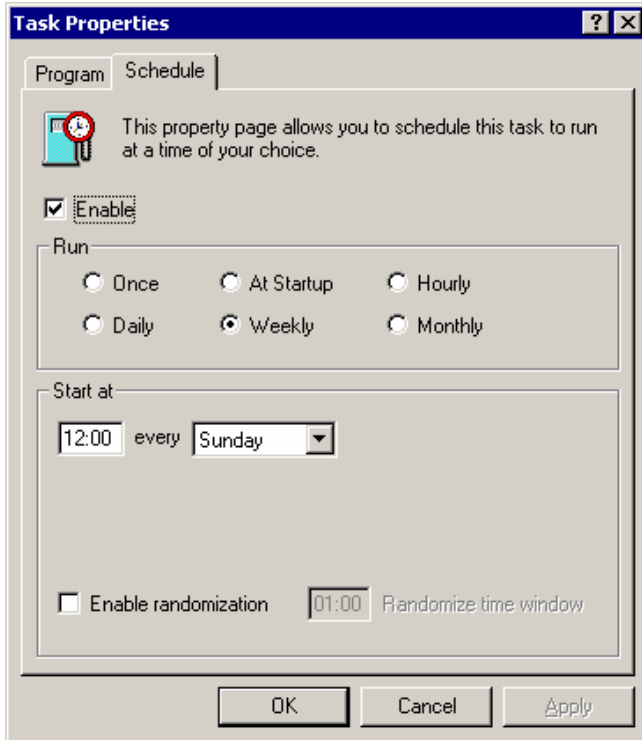 Task Properties
Program Schedule
This property page allows you to schedule this task to run
at a time of your choice.
Enable
Run
Once At Startup Hourly
Daily Weekly Monthly
Start at
12:00 every Sunday
Enable randomization 01:00 Randomize time window
OK Cancel Apply